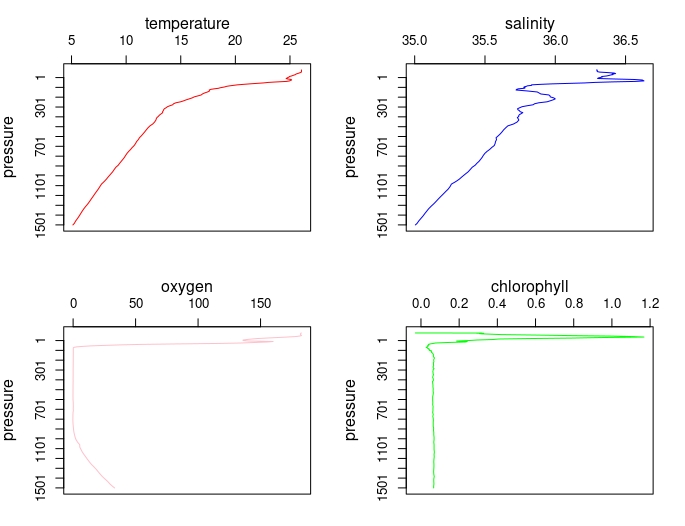 temperature
5 10 15 20 25
pressure
1 301 701 1101 1501
salinity
35.0 35.5 36.0 36.5
pressure
1 301 701 1101 1501
oxygen
0 50 100 150
pressure
1 301 701 1101 1501
chlorophyll
0.0 0.2 0.4 0.6 0.8 1.0 1.2
pressure
1 301 701 1101 1501